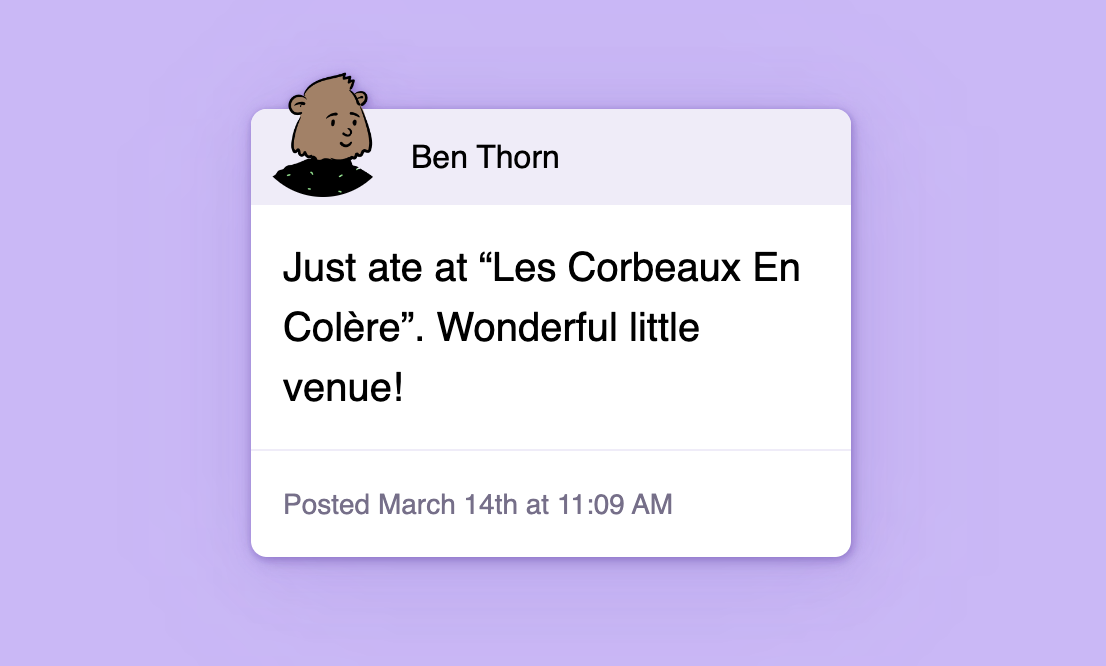 Ben Thorn
Just ate at “Les Corbeaux En
Colère”. Wonderful little
venue!
Posted March 14th at 11:09 AM